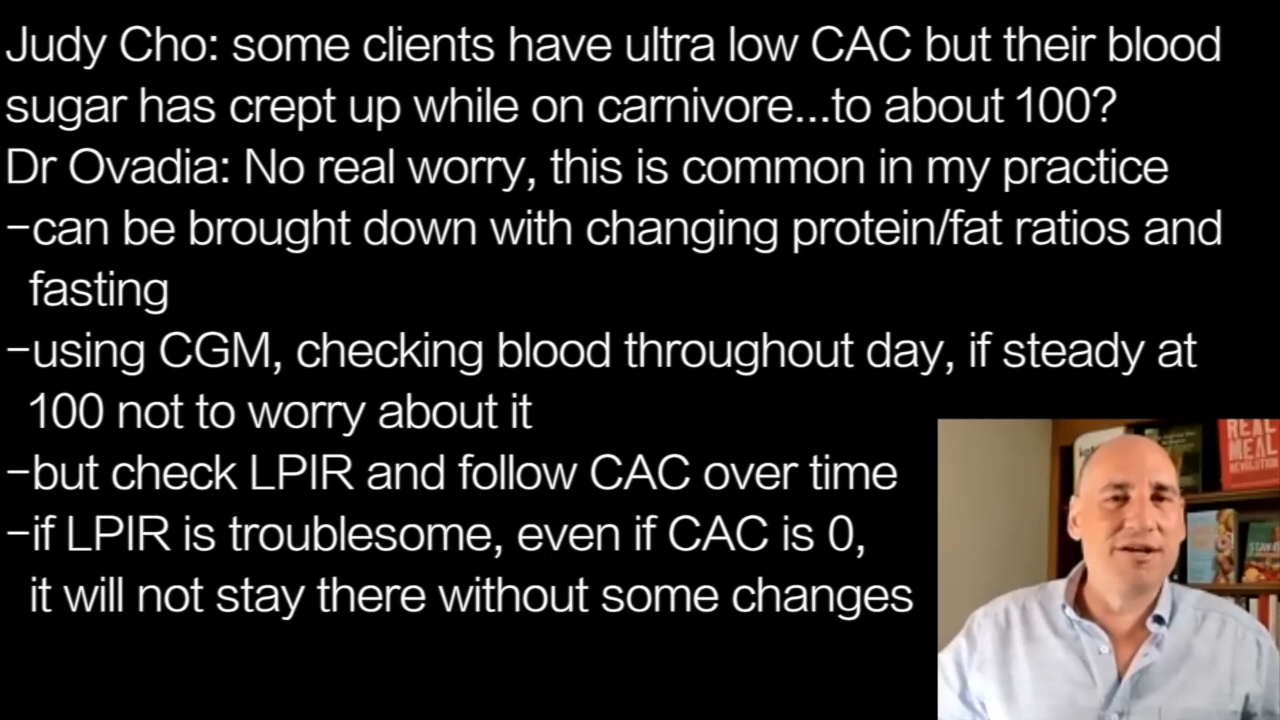 Judy Cho: some clients have ultra low CAC but their blood
sugar has crept up while on carnivore...to about 100?
Dr Ovadia: No real worry, this is common in my practice
–can be brought down with changing protein/fat ratios and
fasting
–using CGM, checking blood throughout day, if steady at
100 not to worry about it
–but check LPIR and follow CAC over time
–if LPIR is troublesome, even if CAC is 0,
it will not stay there without some changes
REAL
MEAL
REVOLUTION